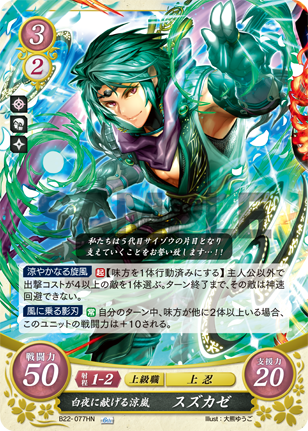 3
2
私たちは5代目サイゾウの片目となり
支えていくことをお誓い致します…!!
涼やかなる旋風 起 [味方を1体行動済みにする] 主人公以外で
出撃コストが4以上の敵を1体選ぶ。ターン終了まで、その敵は神速
回避できない。
風に乗る影刃 常 自分のターン中、味方が他に2体以上いる場合、
このユニットの戦闘力は+10される。
戦闘力 50
射程 1-2 上級職 上忍
支援力 20
白夜に献げる涼嵐 スズカゼ
B22-077HN
Illust:大熊ゆうご